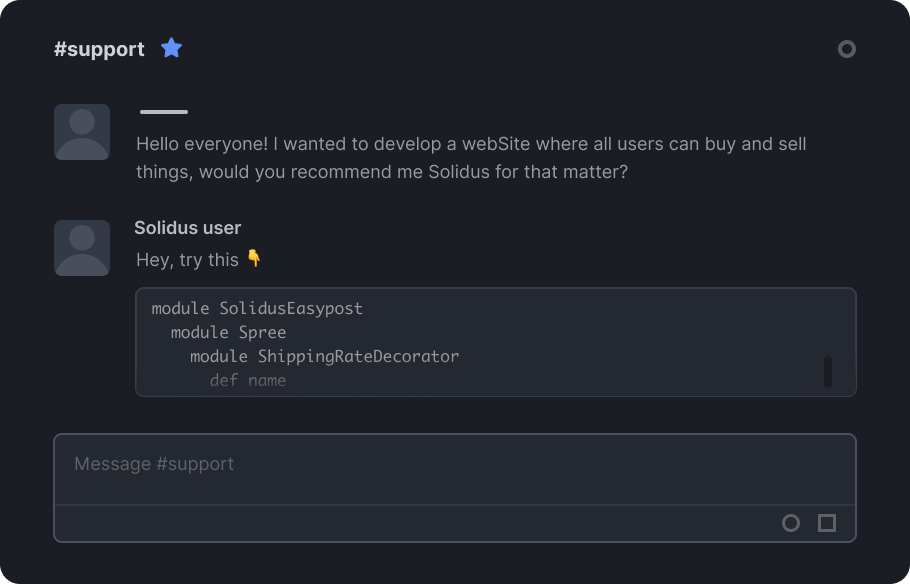 #support
Hello everyone! I wanted to develop a webSite where all users can buy and sell
things, would you recommend me Solidus for that matter?
Solidus user
Hey, try this 👇
module SolidusEasypost
module Spree
module ShippingRateDecorator
def name
Message #support